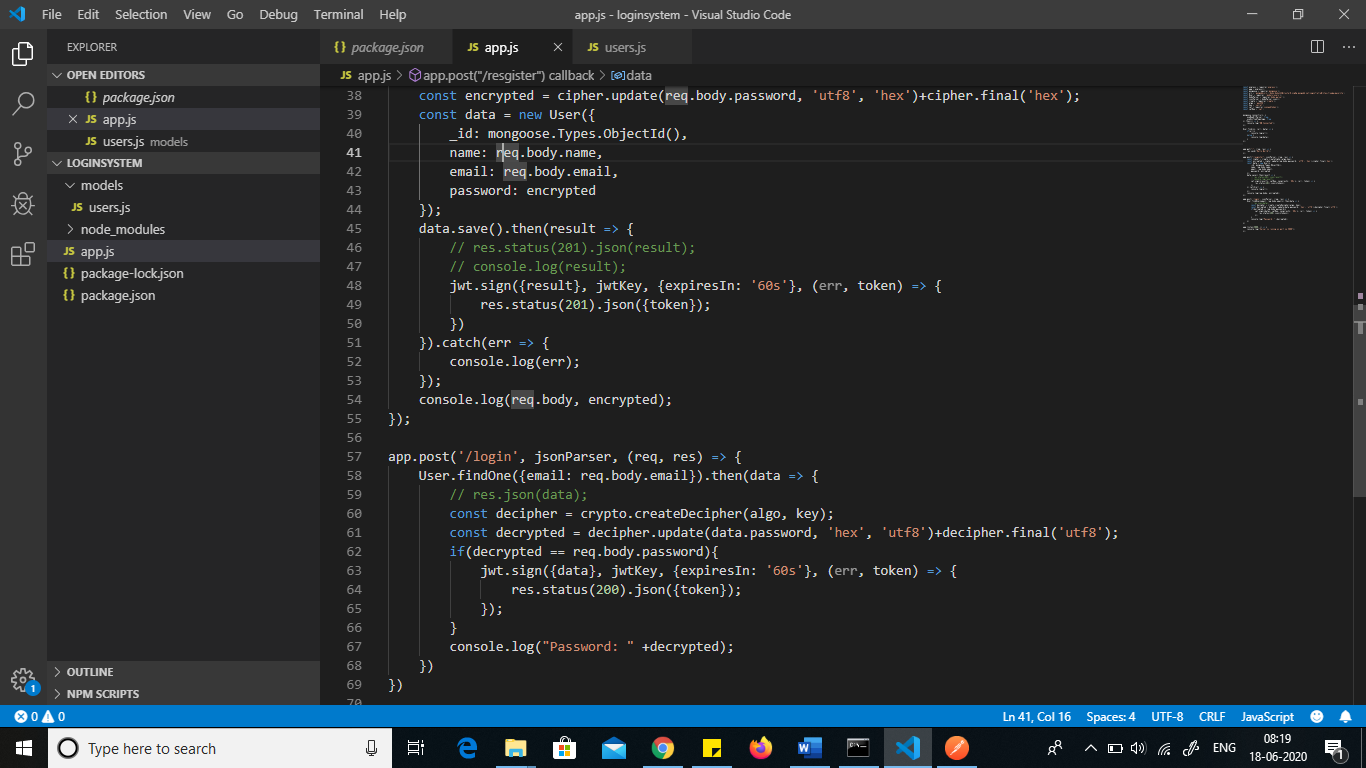 File Edit Selection View Go Debug Terminal Help
app.js - loginsystem - Visual Studio Code
EXPLORER
OPEN EDITORS
package.json
JS app.js
JS users.js models
LOGINSYSTEM
models
JS users.js
node_modules
JS app.js
{} package-lock.json
{} package.json
OUTLINE
NPM SCRIPTS
{} package.json
JS app.js
JS users.js
JS app.js > app.post("/resgister") callback > data
38 const encrypted = cipher.update(req.body.password, 'utf8', 'hex')+cipher.final('hex');
39 const data = new User({
40 _id: mongoose.Types.ObjectId(),
41 name: req.body.name,
42 email: req.body.email,
43 password: encrypted
44 });
45 data.save().then(result => {
46 // res.status(201).json(result);
47 // console.log(result);
48 jwt.sign({result}, jwtKey, {expiresIn: '60s'}, (err, token) => {
49 res.status(201).json({token});
50 })
51 }).catch(err => {
52 console.log(err);
53 });
54 console.log(req.body, encrypted);
55 });
56
57 app.post('/login', jsonParser, (req, res) => {
58 User.findOne({email: req.body.email}).then(data => {
59 // res.json(data);
60 const decipher = crypto.createDecipher(algo, key);
61 const decrypted = decipher.update(data.password, 'hex', 'utf8')+decipher.final('utf8');
62 if(decrypted == req.body.password){
63 jwt.sign({data}, jwtKey, {expiresIn: '60s'}, (err, token) => {
64 res.status(200).json({token});
65 });
66 }
67 console.log("Password: " +decrypted);
68 })
69 })
70
1
0 0
Ln 41, Col 16 Spaces: 4 UTF-8 CRLF JavaScript
Type here to search
ENG
08:19
18-06-2020
1